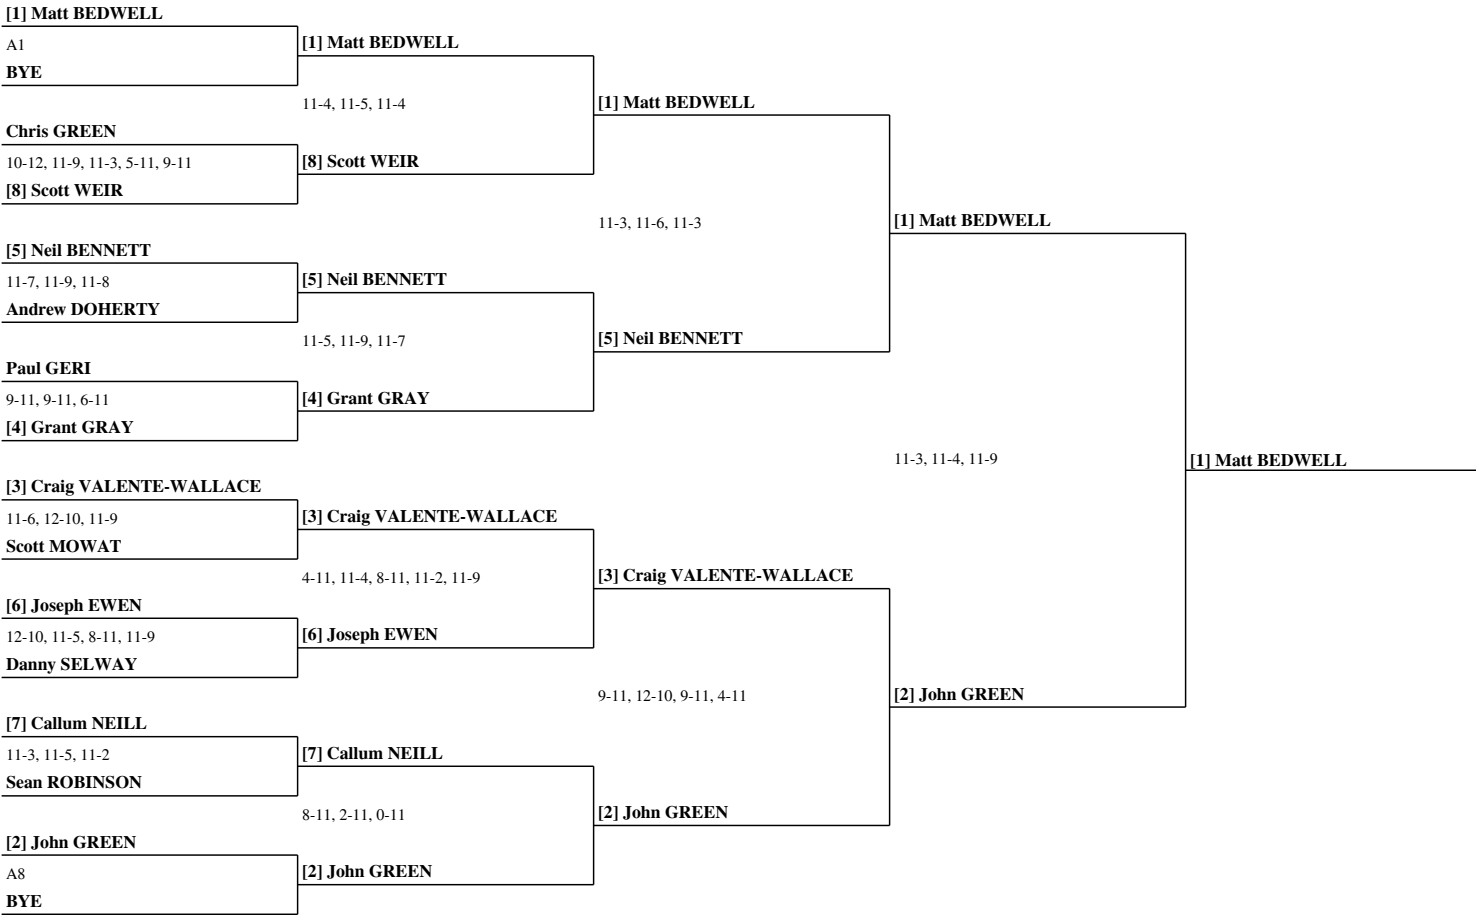 [1] Matt BEDWELL
A1
BYE
Chris GREEN
10-12, 11-9, 11-3, 5-11, 9-11
[8] Scott WEIR
[5] Neil BENNETT
11-7, 11-9, 11-8
Andrew DOHERTY
Paul GERI
9-11, 9-11, 6-11
[4] Grant GRAY
[3] Craig VALENTE-WALLACE
11-6, 12-10, 11-9
Scott MOWAT
[6] Joseph EWEN
12-10, 11-5, 8-11, 11-9
Danny SELWAY
[7] Callum NEILL
11-3, 11-5, 11-2
Sean ROBINSON
[2] John GREEN
A8
BYE
[1] Matt BEDWELL
11-4, 11-5, 11-4
[8] Scott WEIR
[5] Neil BENNETT
11-5, 11-9, 11-7
[4] Grant GRAY
[3] Craig VALENTE-WALLACE
4-11, 11-4, 8-11, 11-2, 11-9
[6] Joseph EWEN
[7] Callum NEILL
8-11, 2-11, 0-11
[2] John GREEN
[1] Matt BEDWELL
11-3, 11-6, 11-3
[5] Neil BENNETT
[3] Craig VALENTE-WALLACE
9-11, 12-10, 9-11, 4-11
[2] John GREEN
[1] Matt BEDWELL
11-3, 11-4, 11-9
[2] John GREEN
[1] Matt BEDWELL